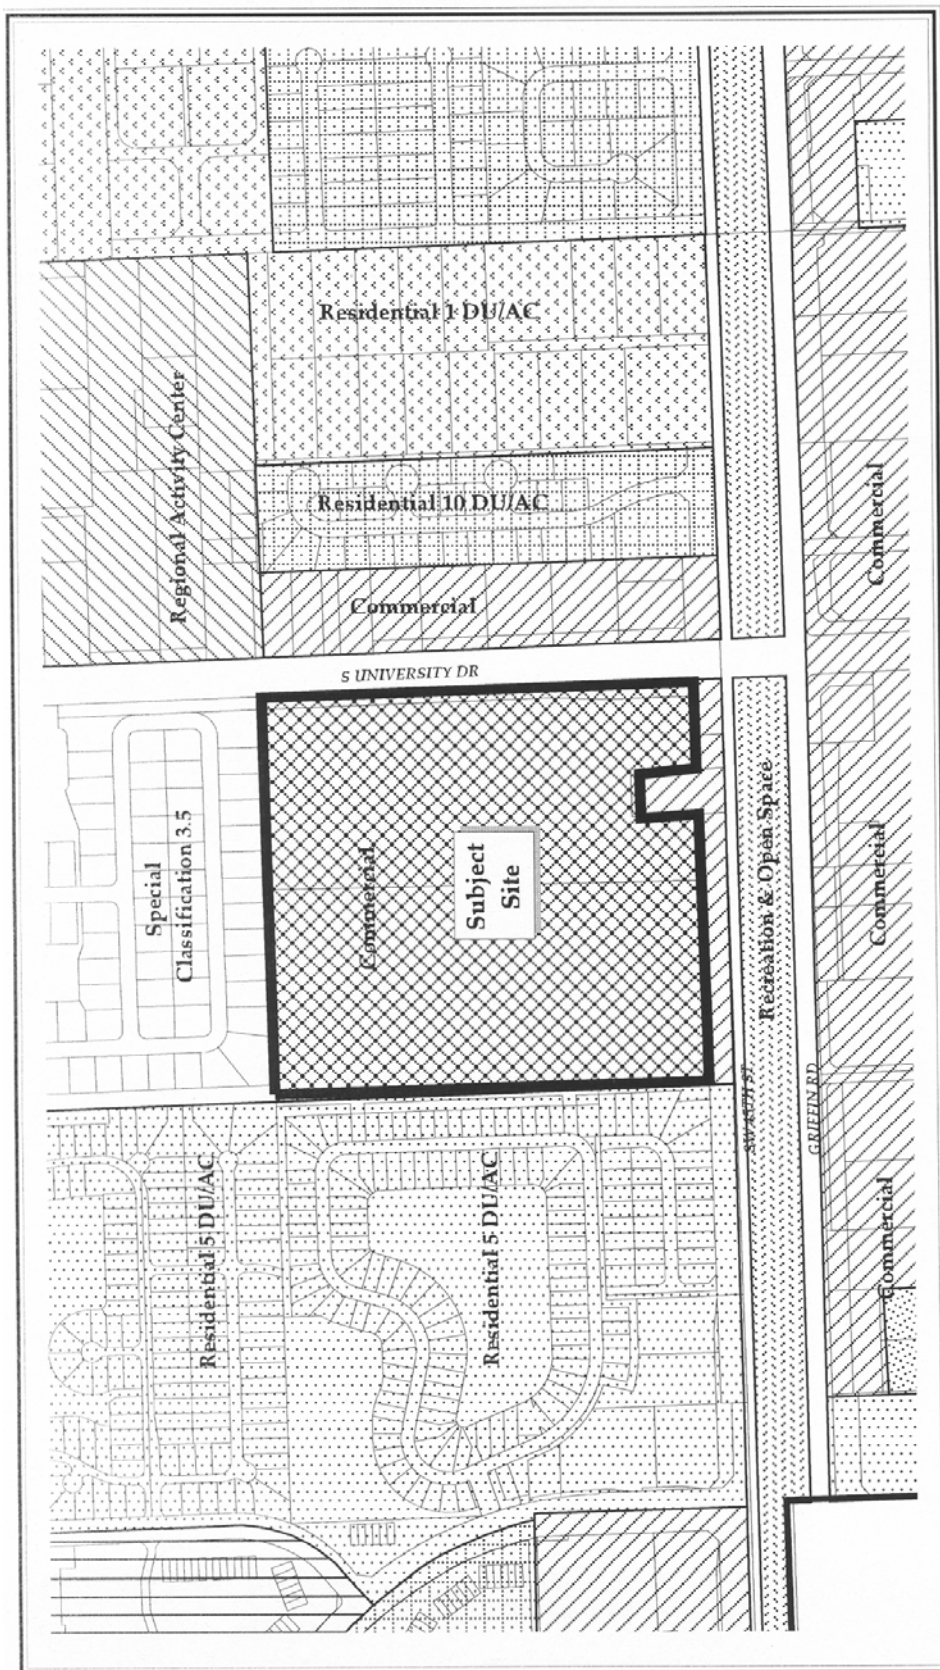 Residential 1 DU/AC
Regional Activity Center
Residential 10 DU/AC
Commercial
Commercial
S UNIVERSITY DR
Special
Classification 3.5
Commercial
Subject
Site
Recreation & Open Space
Commercial
SW 45TH ST
GRIFFIN RD
Residential 5 DU/AC
Residential 5 DU/AC
Commercial